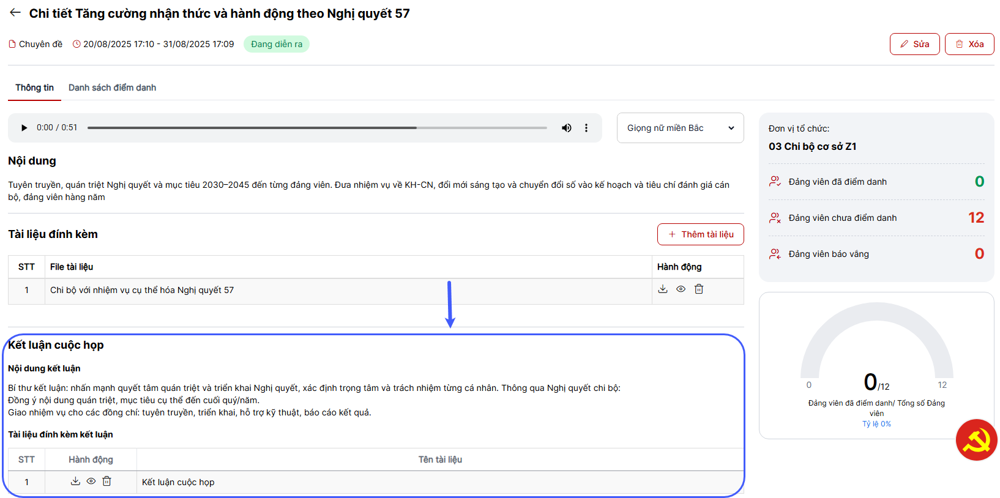 Chi tiết Tăng cường nhận thức và hành động theo Nghị quyết 57
Chuyên đề 20/08/2025 17:10 - 31/08/2025 17:09 Đang diễn ra
Sửa Xóa
Thông tin Danh sách điểm danh
0:00 / 0:51
Giọng nữ miền Bắc
Nội dung
Tuyên truyền, quán triệt Nghị quyết và mục tiêu 2030–2045 đến từng đảng viên. Đưa nhiệm vụ về KH-CN, đổi mới sáng tạo và chuyển đổi số vào kế hoạch và tiêu chí đánh giá cán
bộ, đảng viên hàng năm
Tài liệu đính kèm
Thêm tài liệu
STT File tài liệu Hành động
1 Chi bộ với nhiệm vụ cụ thể hóa Nghị quyết 57
Kết luận cuộc họp
Nội dung kết luận
Bí thư kết luận: nhấn mạnh quyết tâm quán triệt và triển khai Nghị quyết, xác định trọng tâm và trách nhiệm từng cá nhân. Thông qua Nghị quyết chi bộ:
Đồng ý nội dung quán triệt, mục tiêu cụ thể đến cuối quý/năm.
Giao nhiệm vụ cho các đồng chí: tuyên truyền, triển khai, hỗ trợ kỹ thuật, báo cáo kết quả.
Tài liệu đính kèm kết luận
STT Hành động Tên tài liệu
1 Kết luận cuộc họp
Đơn vị tổ chức:
03 Chi bộ cơ sở Z1
Đảng viên đã điểm danh 0
Đảng viên chưa điểm danh 12
Đảng viên báo vắng 0
0 0/12 12
Đảng viên đã điểm danh/ Tổng số Đảng
viên
Tỷ lệ 0%